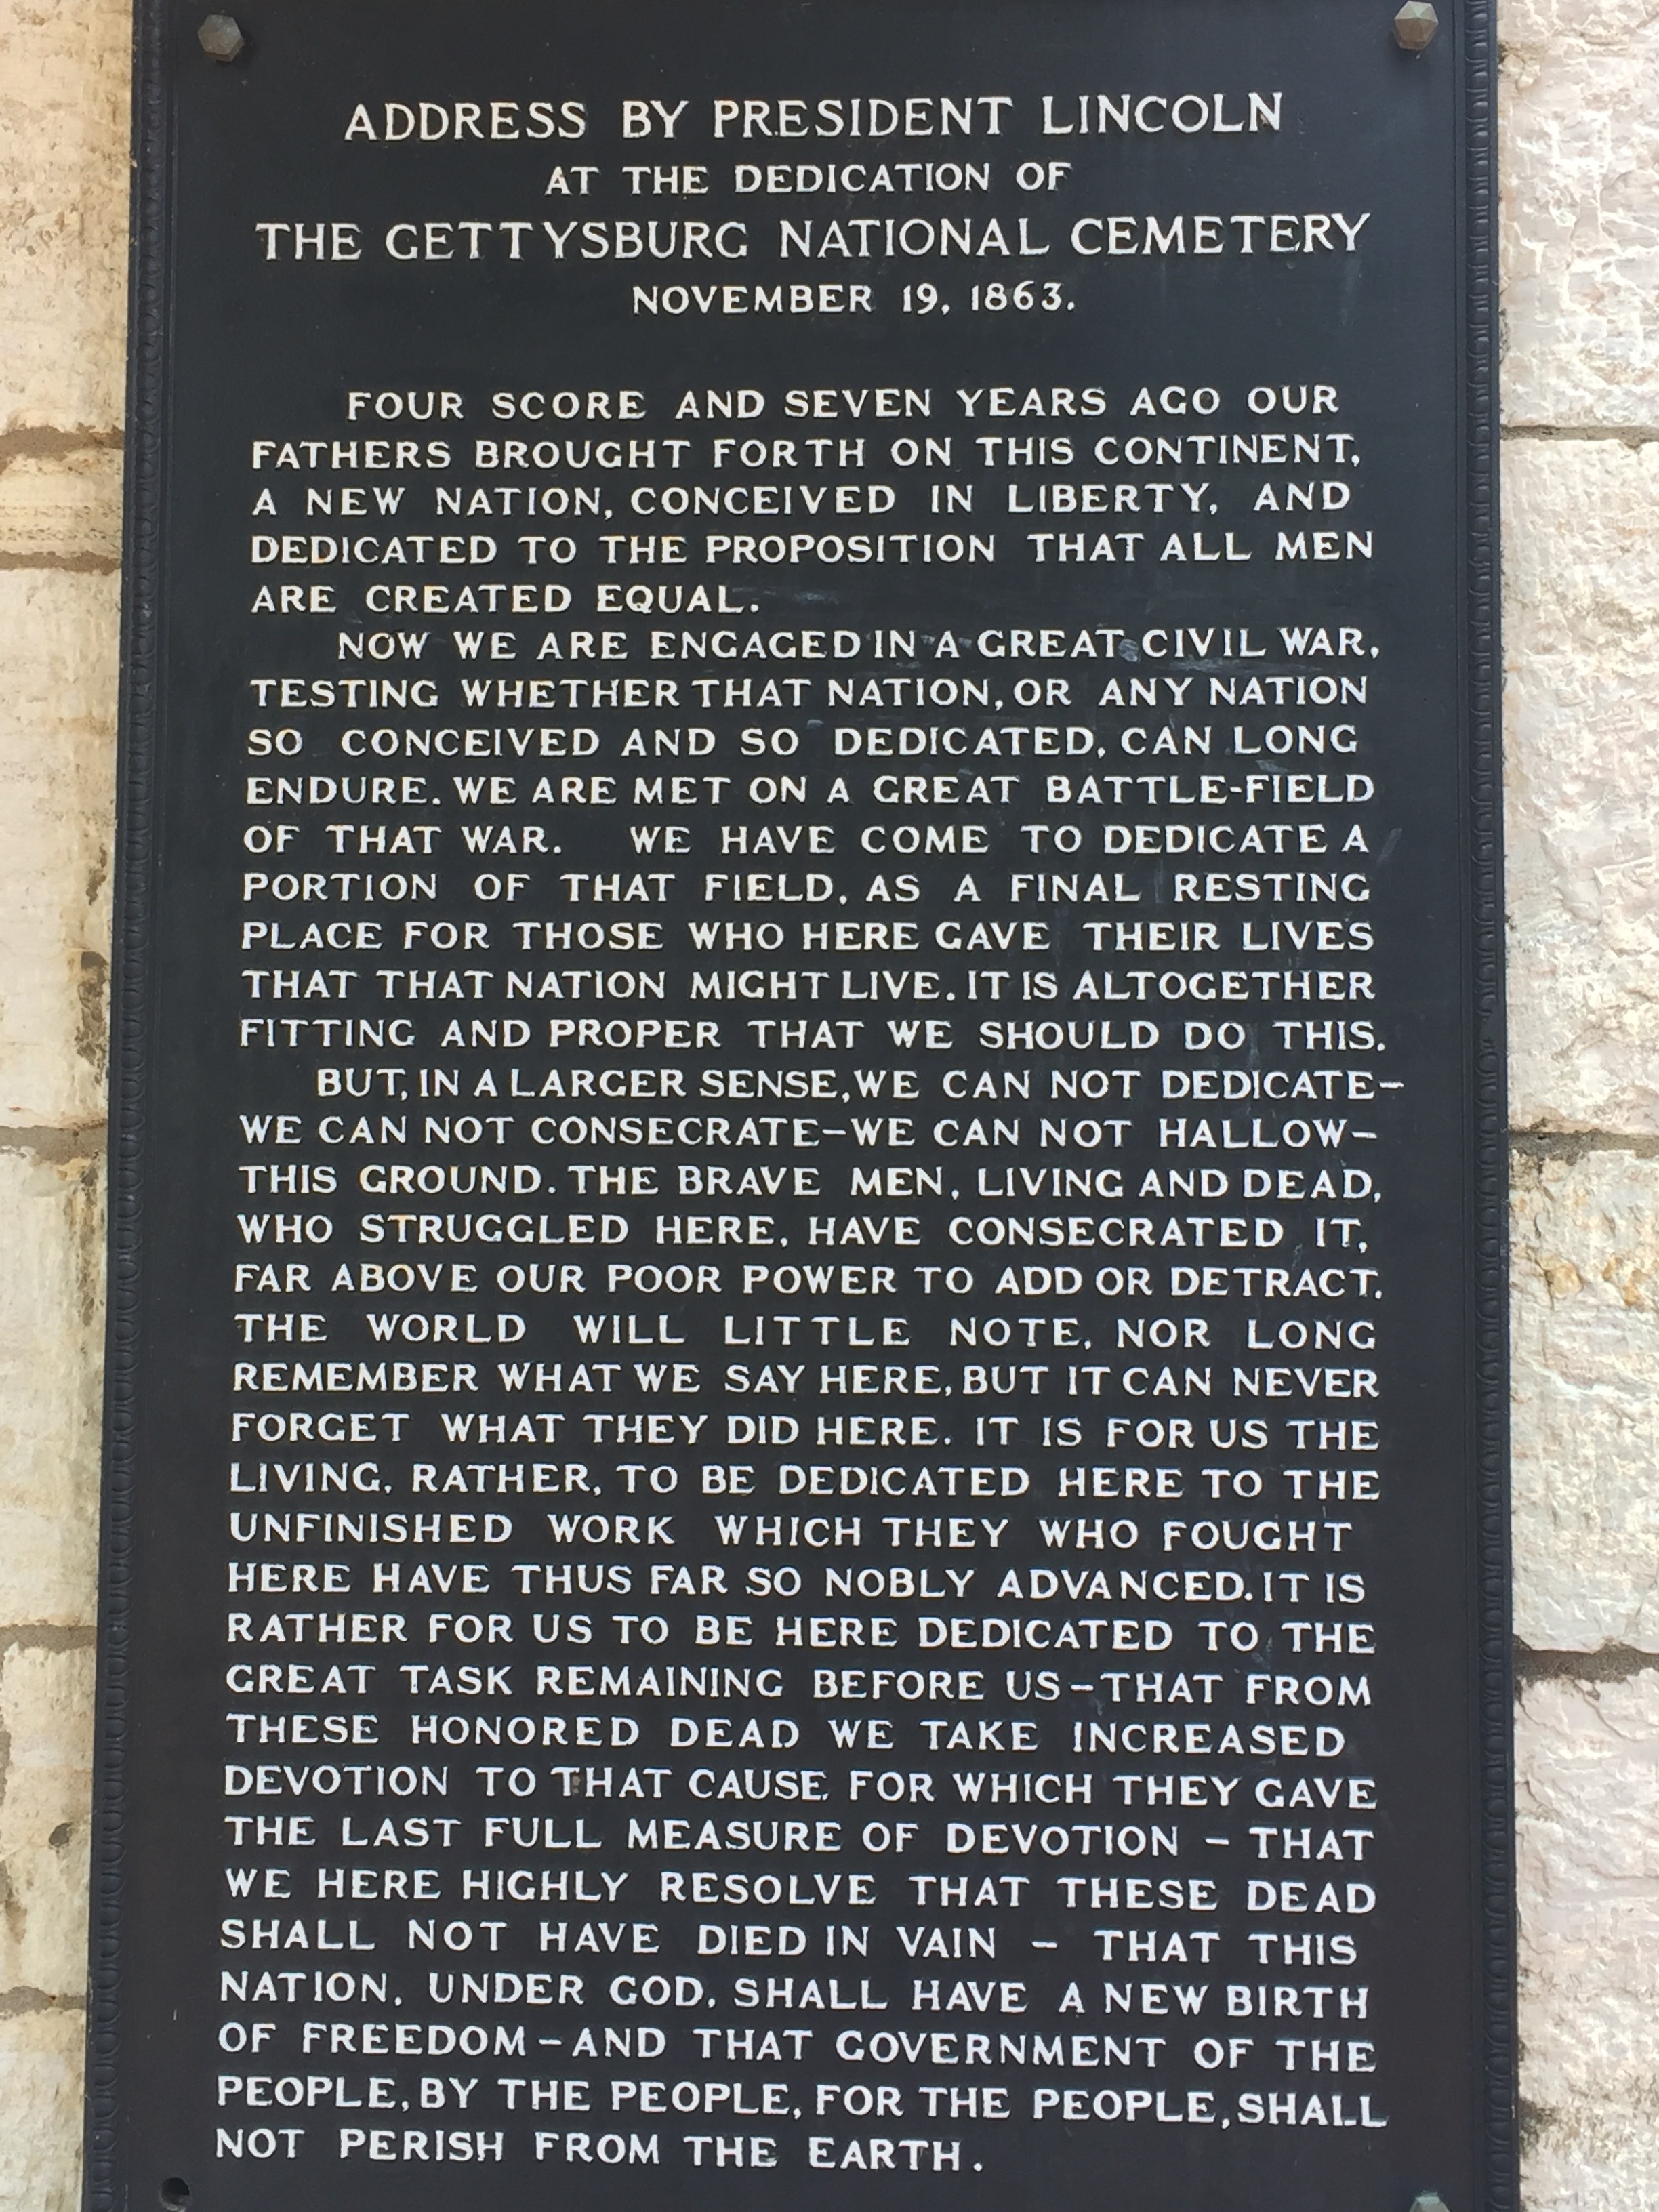 ADDRESS BY PRESIDENT LINCOLN
AT THE DEDICATION OF
THE GETTYSBURG NATIONAL CEMETERY
NOVEMBER 19, 1863.
FOUR SCORE AND SEVEN YEARS AGO OUR
FATHERS BROUGHT FORTH ON THIS CONTINENT,
A NEW NATION, CONCEIVED IN LIBERTY, AND
DEDICATED TO THE PROPOSITION THAT ALL MEN
ARE CREATED EQUAL.
NOW WE ARE ENGAGED IN A GREAT CIVIL WAR,
TESTING WHETHER THAT NATION, OR ANY NATION
SO CONCEIVED AND SO DEDICATED, CAN LONG
ENDURE. WE ARE MET ON A GREAT BATTLE-FIELD
OF THAT WAR. WE HAVE COME TO DEDICATE A
PORTION OF THAT FIELD, AS A FINAL RESTING
PLACE FOR THOSE WHO HERE GAVE THEIR LIVES
THAT THAT NATION MIGHT LIVE. IT IS ALTOGETHER
FITTING AND PROPER THAT WE SHOULD DO THIS.
BUT, IN A LARGER SENSE, WE CAN NOT DEDICATE–
WE CAN NOT CONSECRATE–WE CAN NOT HALLOW–
THIS GROUND. THE BRAVE MEN, LIVING AND DEAD,
WHO STRUGGLED HERE, HAVE CONSECRATED IT,
FAR ABOVE OUR POOR POWER TO ADD OR DETRACT.
THE WORLD WILL LITTLE NOTE, NOR LONG
REMEMBER WHAT WE SAY HERE, BUT IT CAN NEVER
FORGET WHAT THEY DID HERE. IT IS FOR US THE
LIVING, RATHER, TO BE DEDICATED HERE TO THE
UNFINISHED WORK WHICH THEY WHO FOUGHT
HERE HAVE THUS FAR SO NOBLY ADVANCED. IT IS
RATHER FOR US TO BE HERE DEDICATED TO THE
GREAT TASK REMAINING BEFORE US – THAT FROM
THESE HONORED DEAD WE TAKE INCREASED
DEVOTION TO THAT CAUSE FOR WHICH THEY GAVE
THE LAST FULL MEASURE OF DEVOTION – THAT
WE HERE HIGHLY RESOLVE THAT THESE DEAD
SHALL NOT HAVE DIED IN VAIN – THAT THIS
NATION, UNDER GOD, SHALL HAVE A NEW BIRTH
OF FREEDOM – AND THAT GOVERNMENT OF THE
PEOPLE, BY THE PEOPLE, FOR THE PEOPLE, SHALL
NOT PERISH FROM THE EARTH.